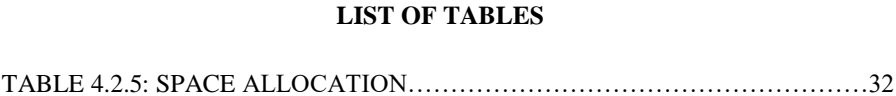 LIST OF TABLES
TABLE 4.2.5: SPACE ALLOCATION………………………………………………32